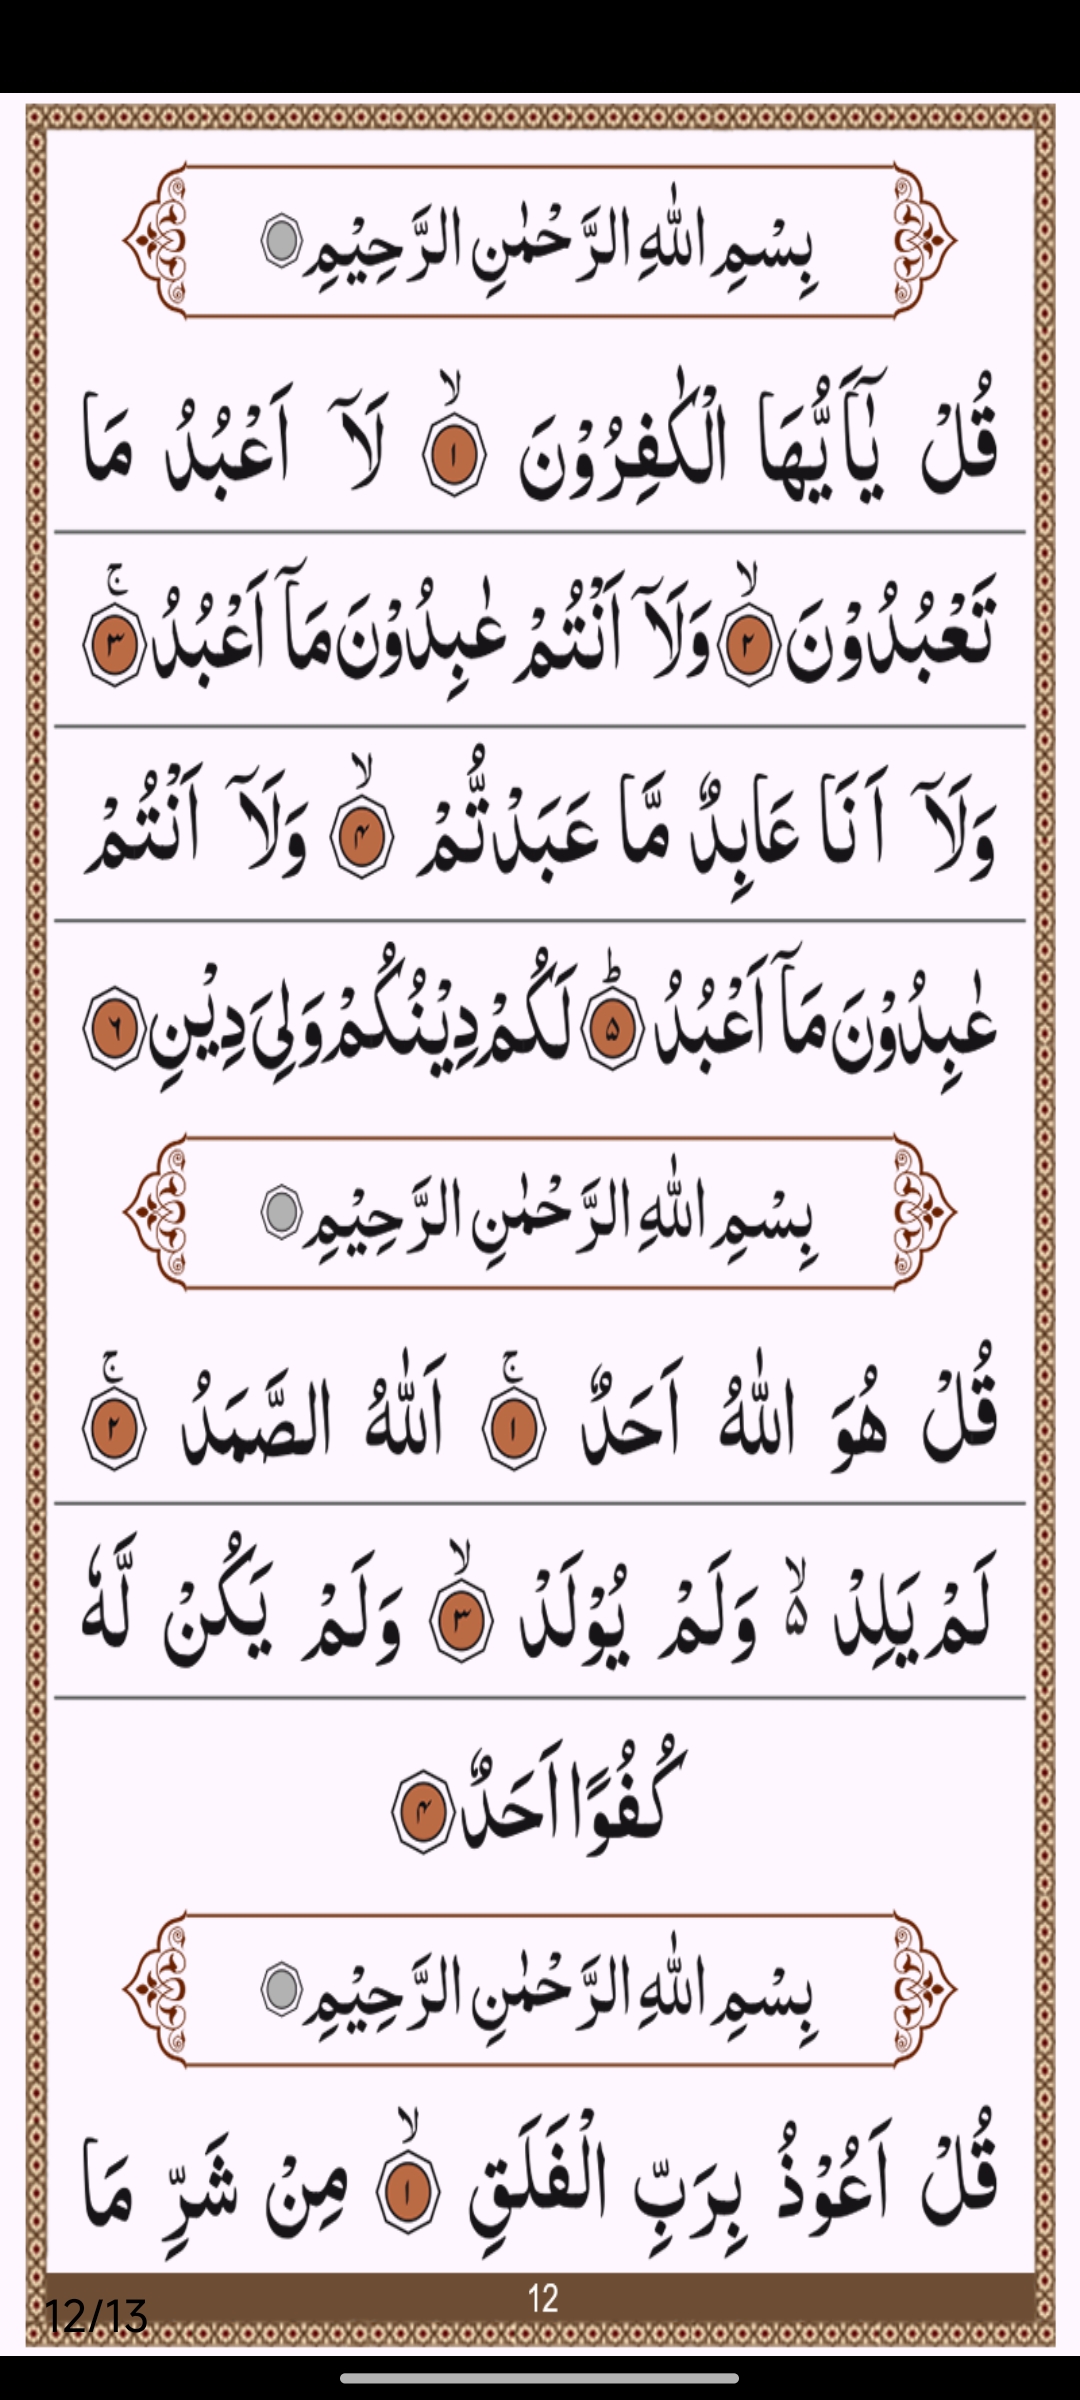 بِسْمِ اللّٰهِ الرَّحْمٰنِ الرَّحِيْمِ
قُلْ يٰۤاَيُّهَا الْكٰفِرُوْنَ ۙ﴿۱﴾ لَاۤ اَعْبُدُ مَا
تَعْبُدُوْنَ ۙ﴿۲﴾ وَلَاۤ اَنْتُمْ عٰبِدُوْنَ مَاۤ اَعْبُدُ ۚ﴿۳﴾
وَلَاۤ اَنَا عَابِدٌ مَّا عَبَدْتُّمْ ۙ﴿۴﴾ وَلَاۤ اَنْتُمْ
عٰبِدُوْنَ مَاۤ اَعْبُدُ ؕ﴿۵﴾ لَكُمْ دِيْنُكُمْ وَلِيَ دِيْنِ ﴿۶﴾
بِسْمِ اللّٰهِ الرَّحْمٰنِ الرَّحِيْمِ
قُلْ هُوَ اللّٰهُ اَحَدٌ ۚ﴿۱﴾ اَللّٰهُ الصَّمَدُ ۚ﴿۲﴾
لَمْ يَلِدْ ۙ۵ وَلَمْ يُوْلَدْ ۙ﴿۳﴾ وَلَمْ يَكُنْ لَّهٗ
كُفُوًا اَحَدٌ ﴿۴﴾
بِسْمِ اللّٰهِ الرَّحْمٰنِ الرَّحِيْمِ
قُلْ اَعُوْذُ بِرَبِّ الْفَلَقِ ۙ﴿۱﴾ مِنْ شَرِّ مَا
12
12/13